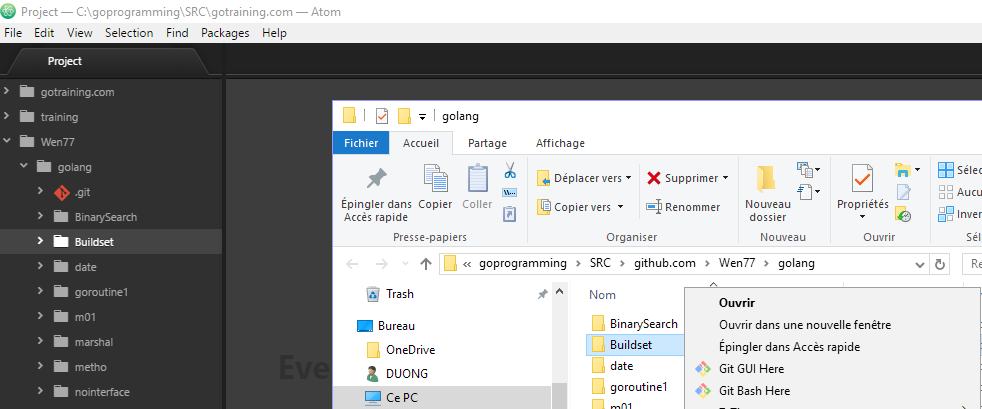 Project — C:\goprogramming\SRC\gotraining.com — Atom
File Edit View Selection Find Packages Help
Project
gotraining.com
training
Wen77
golang
.git
BinarySearch
Buildset
date
goroutine1
m01
marshal
metho
nointerface
Eve
golang
Fichier Accueil Partage Affichage
Épingler dans Accès rapide
Copier
Coller
Déplacer vers
Copier vers
Supprimer
Renommer
Nouveau dossier
Propriétés
Sélec
Aucu
Inver
Presse-papiers Organiser Nouveau Ouvrir Sél
« goprogramming > SRC > github.com > Wen77 > golang
Re
Trash
Bureau
OneDrive
DUONG
Ce PC
Nom
BinarySearch
Buildset
date
goroutine1
m01
Ouvrir
Ouvrir dans une nouvelle fenêtre
Épingler dans Accès rapide
Git GUI Here
Git Bash Here